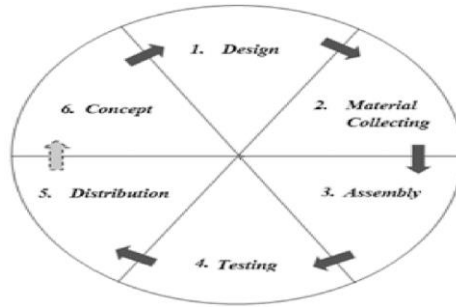 1. Design
2. Material
Collecting
3. Assembly
4. Testing
5. Distribution
6. Concept